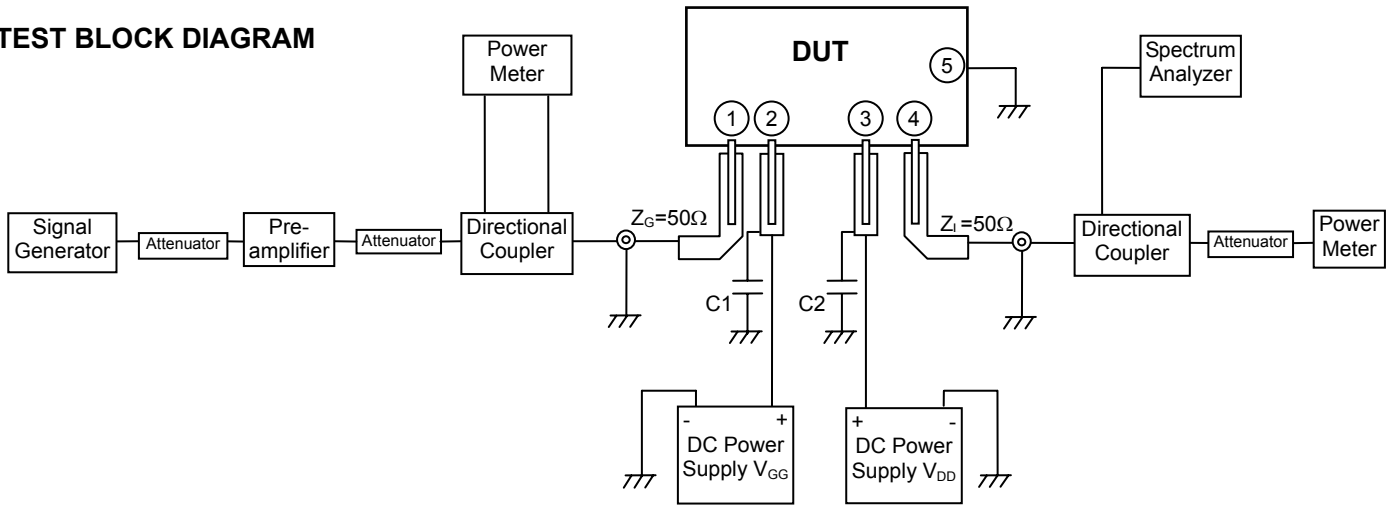 TEST BLOCK DIAGRAM
Power
Meter
DUT
5
Spectrum
Analyzer
1
2
3
4
Signal
Generator
Attenuator
Pre-
amplifier
Attenuator
Directional
Coupler
ZG=50Ω
Zl=50Ω
Directional
Coupler
Attenuator
Power
Meter
C1
C2
- +
DC Power
Supply VGG
+ -
DC Power
Supply VDD